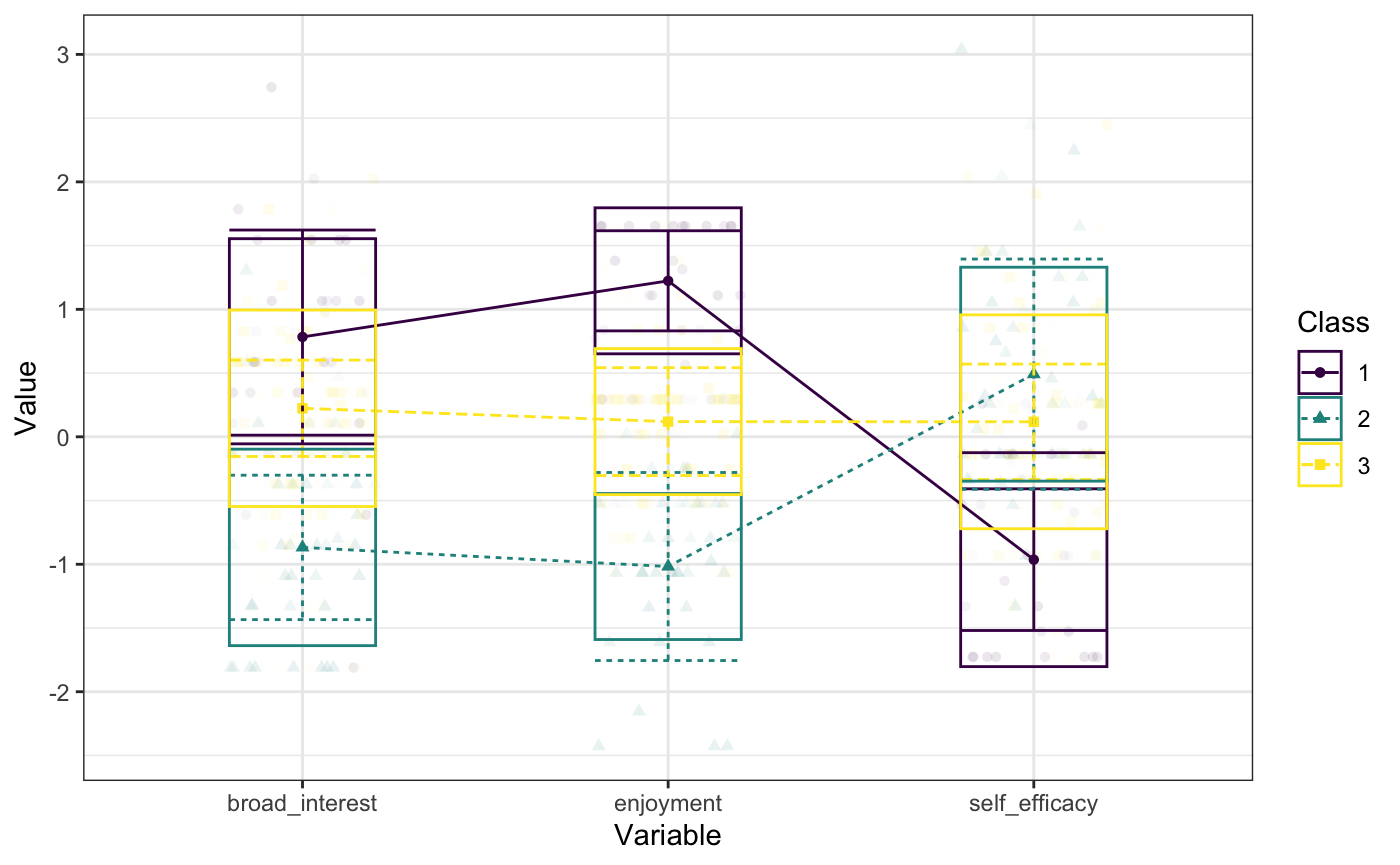 3
2
1
0
-1
-2
Value
broad_interest
enjoyment
self_efficacy
Variable
Class
1
2
3